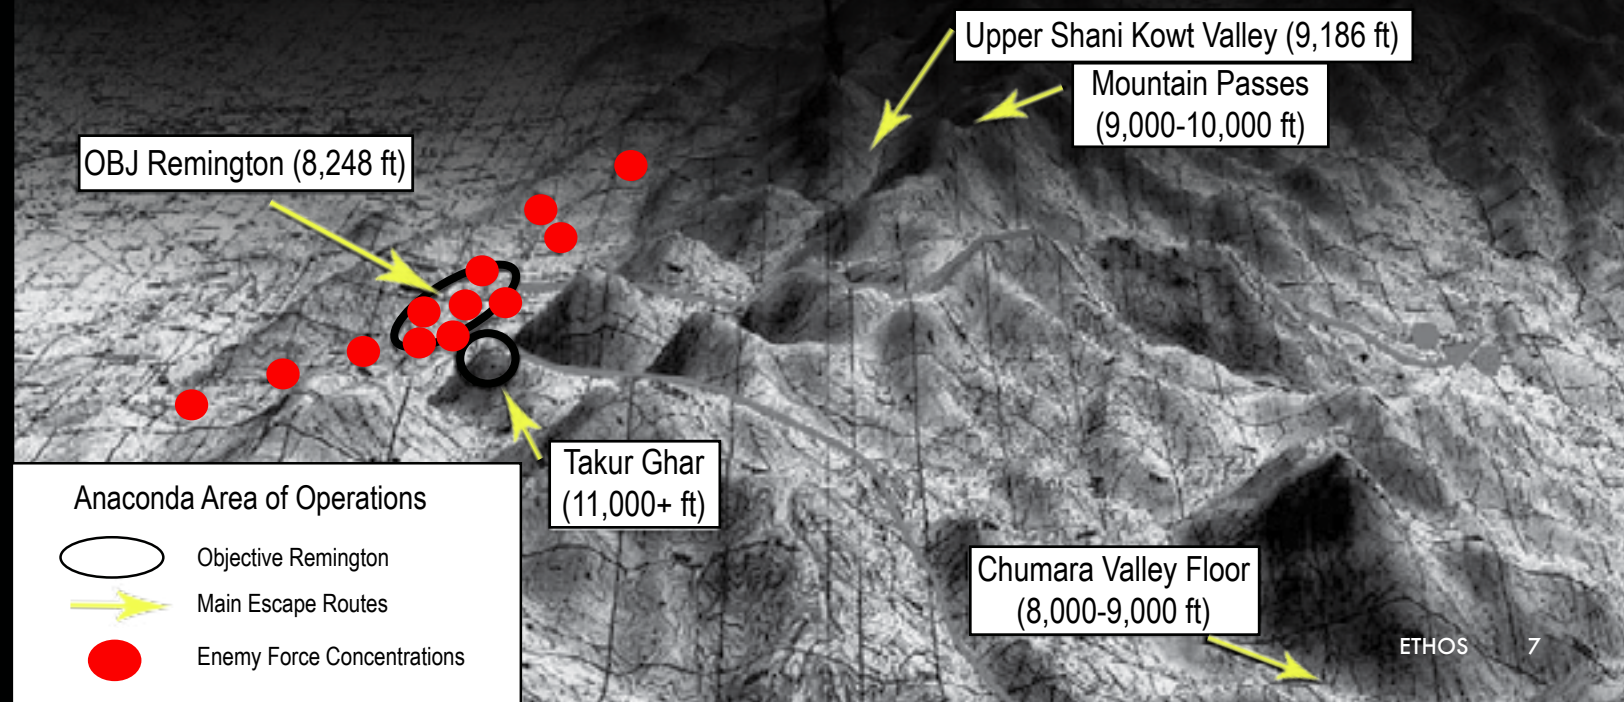 Upper Shani Kowt Valley (9,186 ft)
Mountain Passes
(9,000-10,000 ft)
OBJ Remington (8,248 ft)
Takur Ghar
(11,000+ ft)
Anaconda Area of Operations
Objective Remington
Main Escape Routes
Enemy Force Concentrations
Chumara Valley Floor
(8,000-9,000 ft)
ETHOS 7